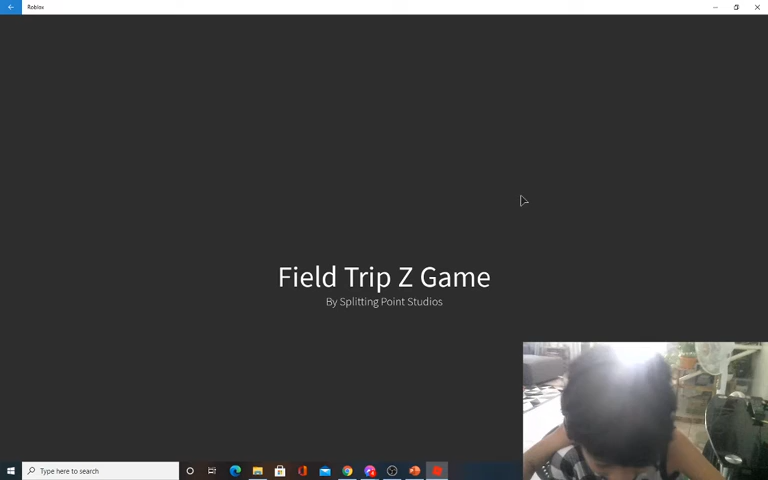 Roblox
Field Trip Z Game
By Splitting Point Studios
Type here to search